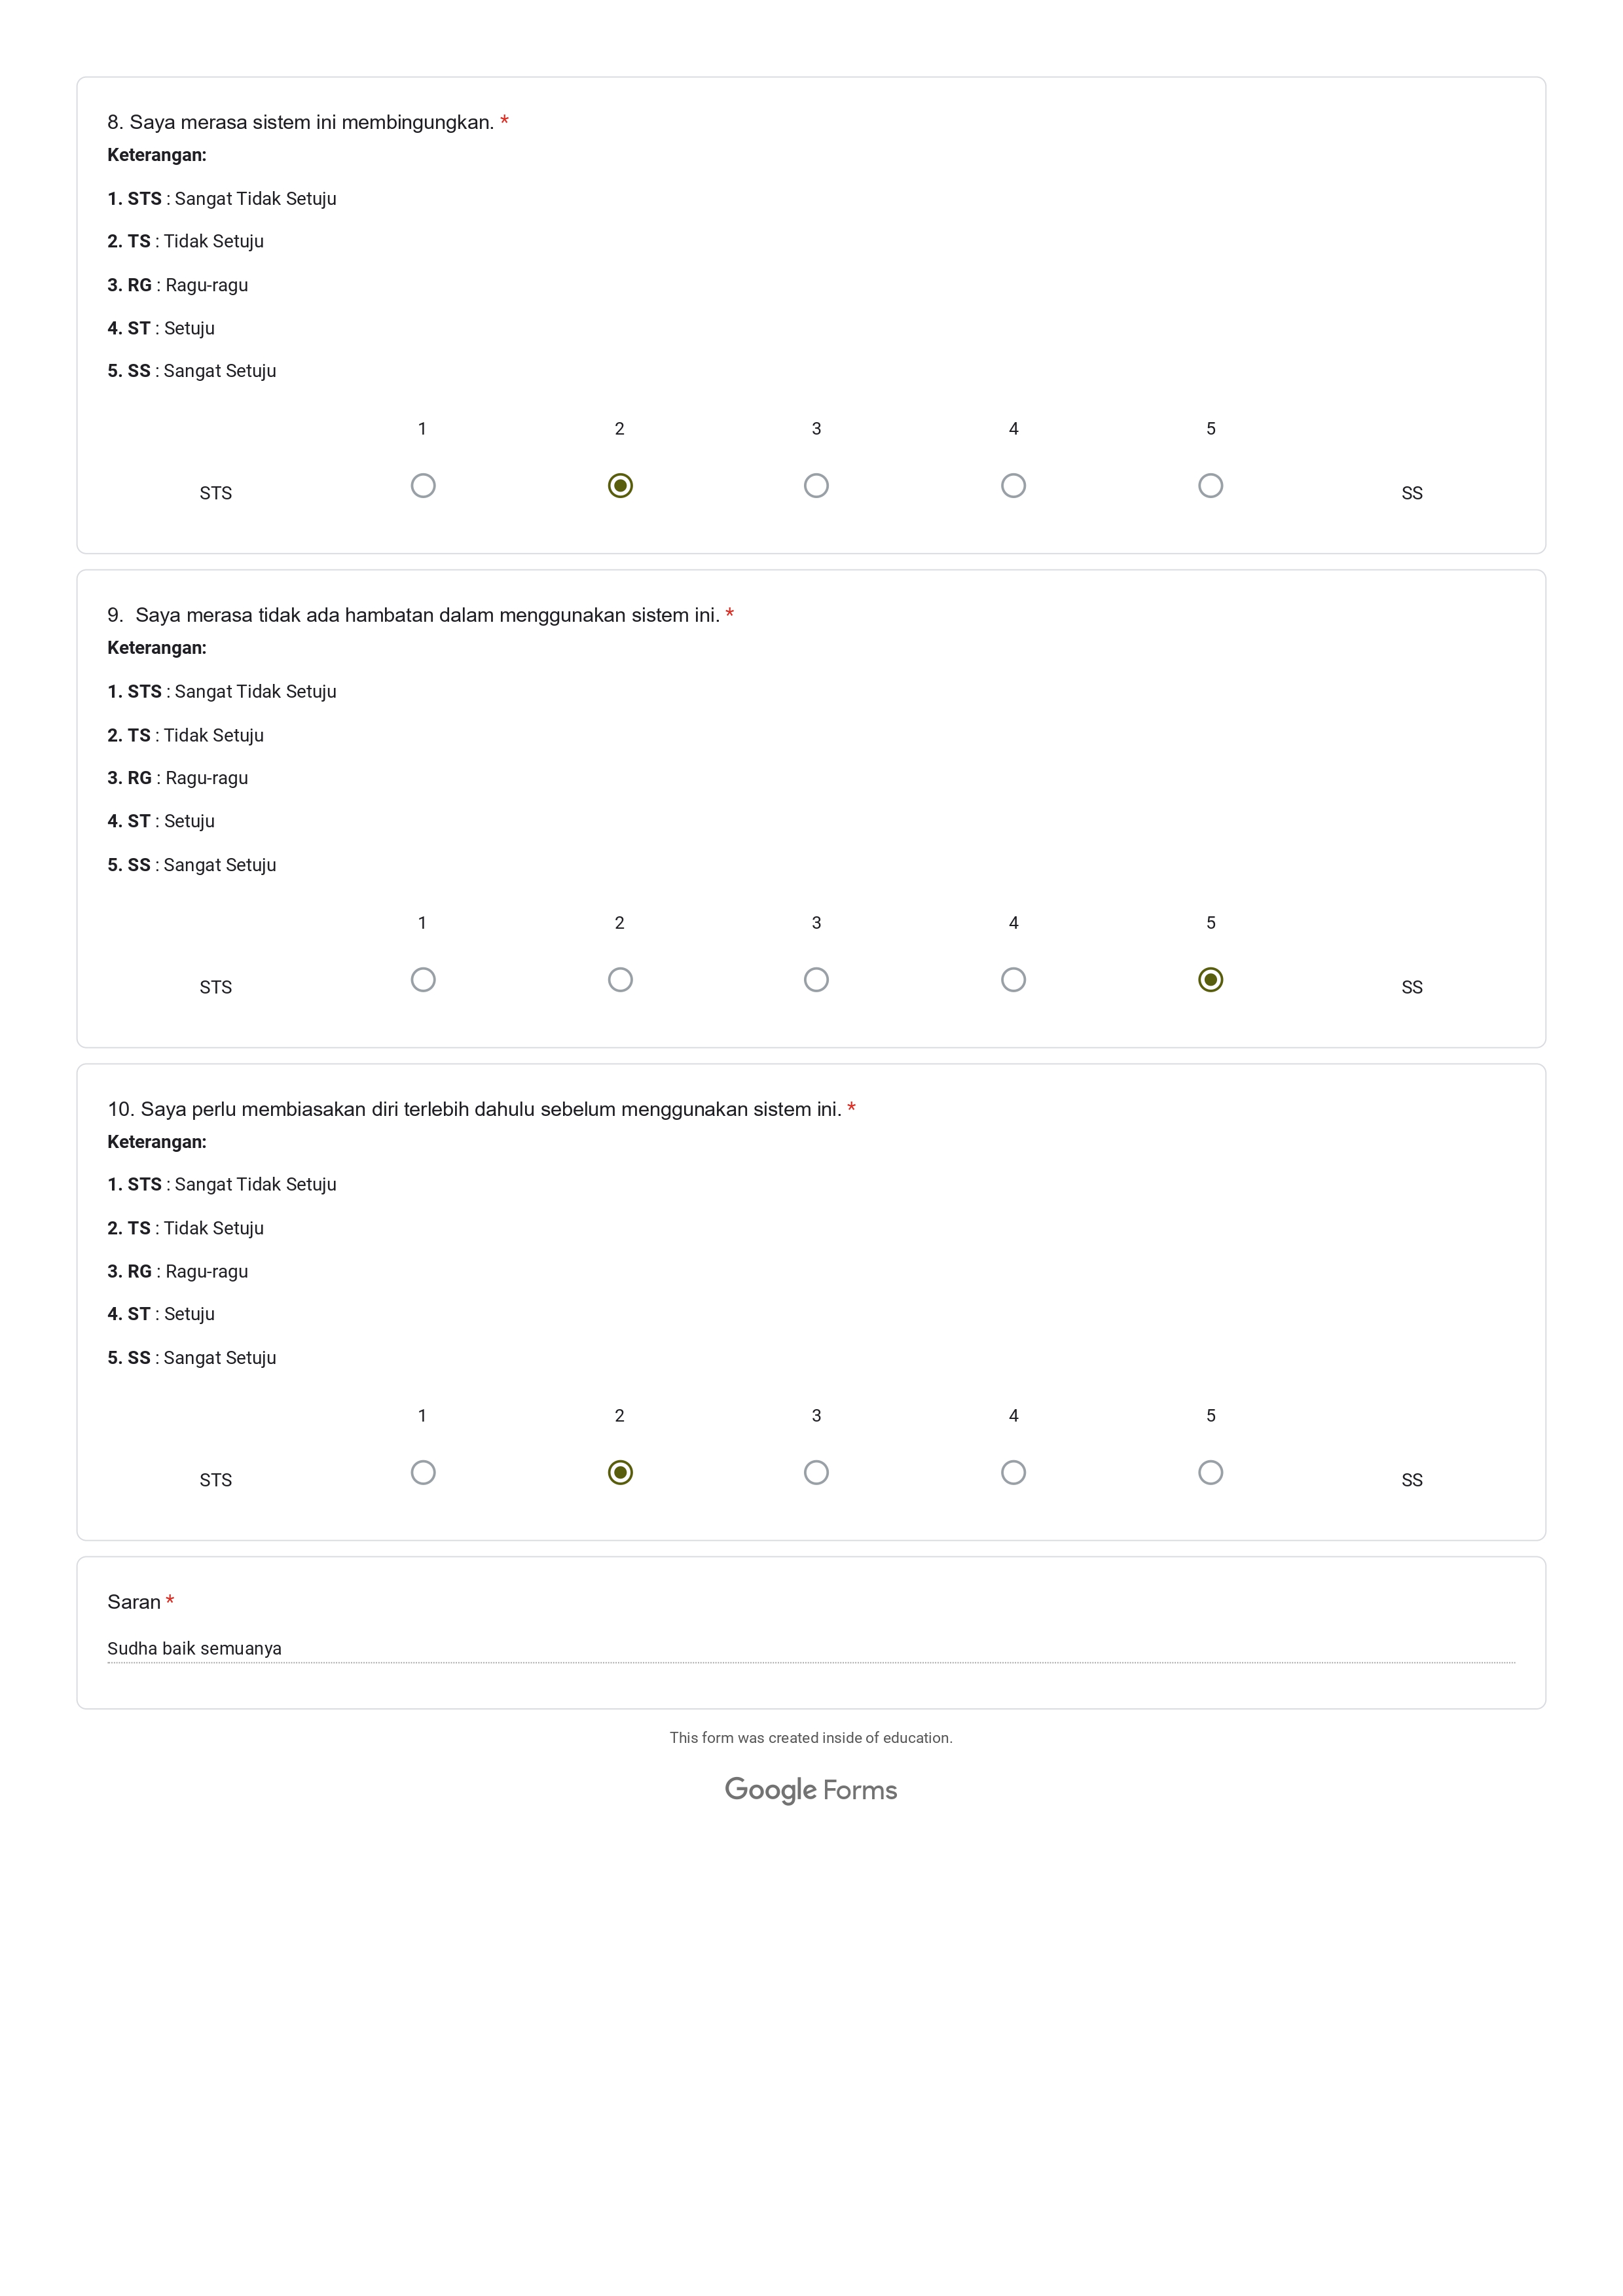 8. Saya merasa sistem ini membingungkan. *
Keterangan:
1. STS : Sangat Tidak Setuju
2. TS : Tidak Setuju
3. RG : Ragu-ragu
4. ST : Setuju
5. SS : Sangat Setuju
1 2 3 4 5
STS SS
9.  Saya merasa tidak ada hambatan dalam menggunakan sistem ini. *
Keterangan:
1. STS : Sangat Tidak Setuju
2. TS : Tidak Setuju
3. RG : Ragu-ragu
4. ST : Setuju
5. SS : Sangat Setuju
1 2 3 4 5
STS SS
10. Saya perlu membiasakan diri terlebih dahulu sebelum menggunakan sistem ini. *
Keterangan:
1. STS : Sangat Tidak Setuju
2. TS : Tidak Setuju
3. RG : Ragu-ragu
4. ST : Setuju
5. SS : Sangat Setuju
1 2 3 4 5
STS SS
Saran *
Sudha baik semuanya
This form was created inside of education.
Google Forms